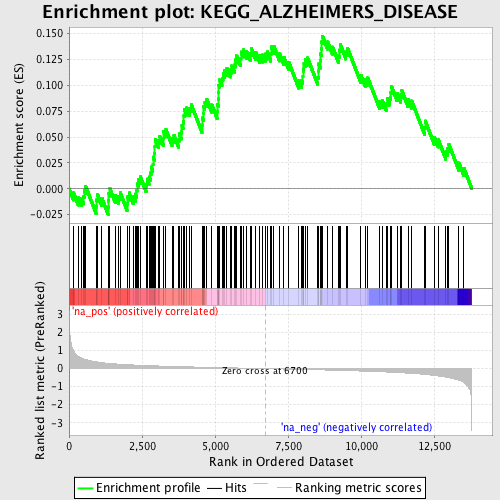 Enrichment plot: KEGG_ALZHEIMERS_DISEASE
Enrichment score (ES)
0.150
0.125
0.100
0.075
0.050
0.025
0.000
-0.025
'na_pos' (positively correlated)
Ranked list metric (PreRanked)
3
2
1
0
-1
-2
-3
Zero cross at 6700
'na_neg' (negatively correlated)
0
2,500
5,000
7,500
10,000
12,500
Rank in Ordered Dataset
Enrichment profile
Hits
Ranking metric scores